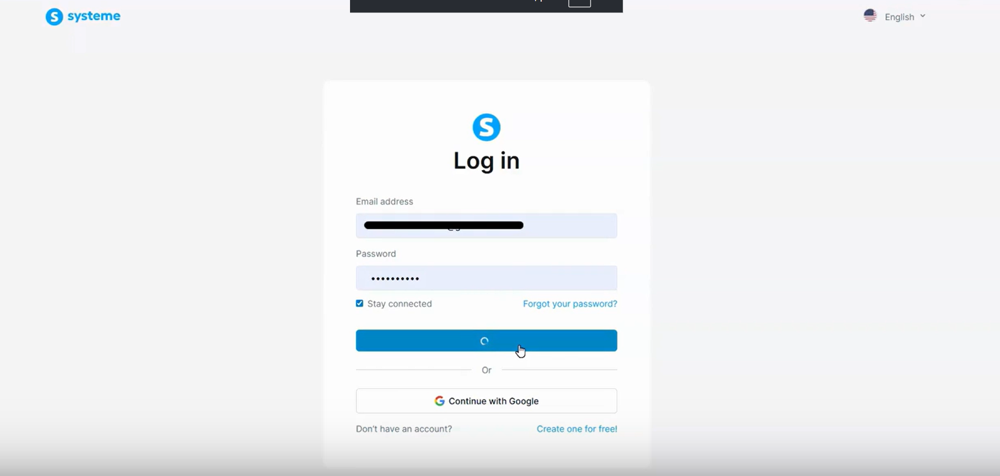 systeme
English
Log in
Email address
Password
••••••••••
Stay connected
Forgot your password?
Or
Continue with Google
Don't have an account?
Create one for free!